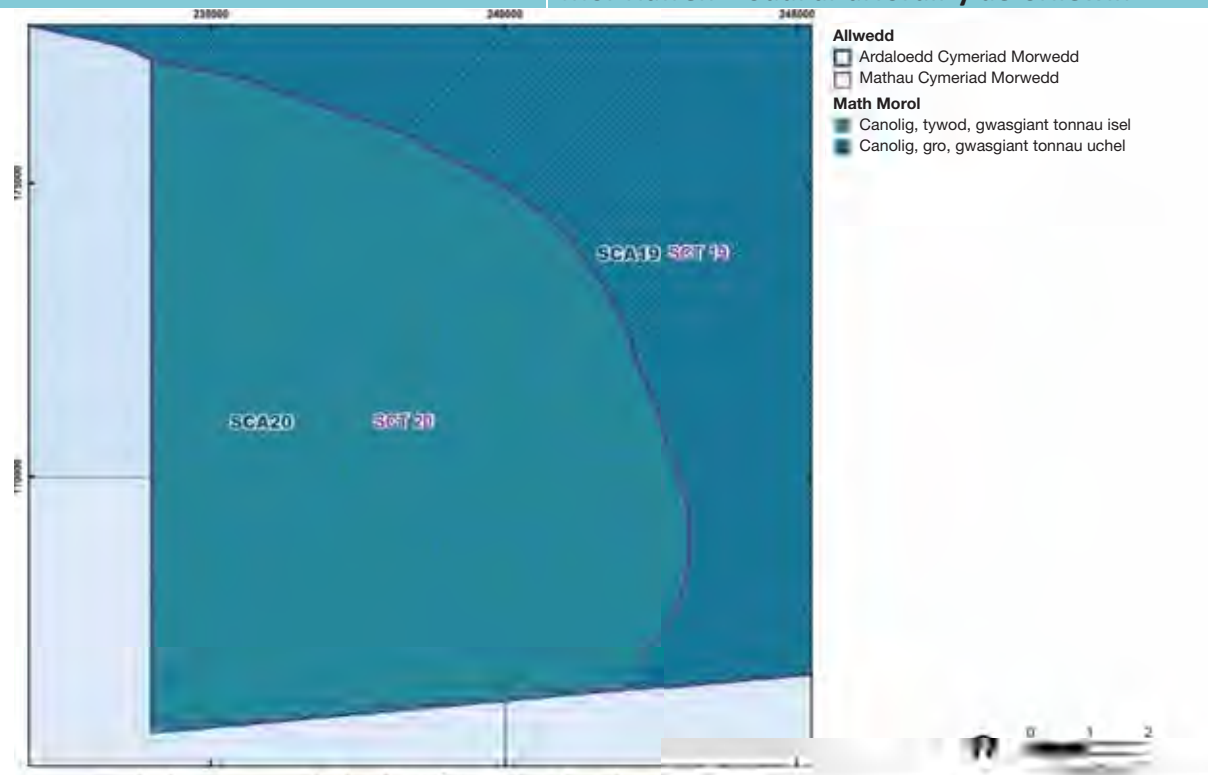 235000 240000 245000
Allwedd
Ardaloedd Cymeriad Morwedd
Mathau Cymeriad Morwedd
Math Morol
Canolig, tywod, gwasgiant tonnau isel
Canolig, gro, gwasgiant tonnau uchel
175000
SCA19 SCT 19
SCA20 SCT 20
170000
0 1 2